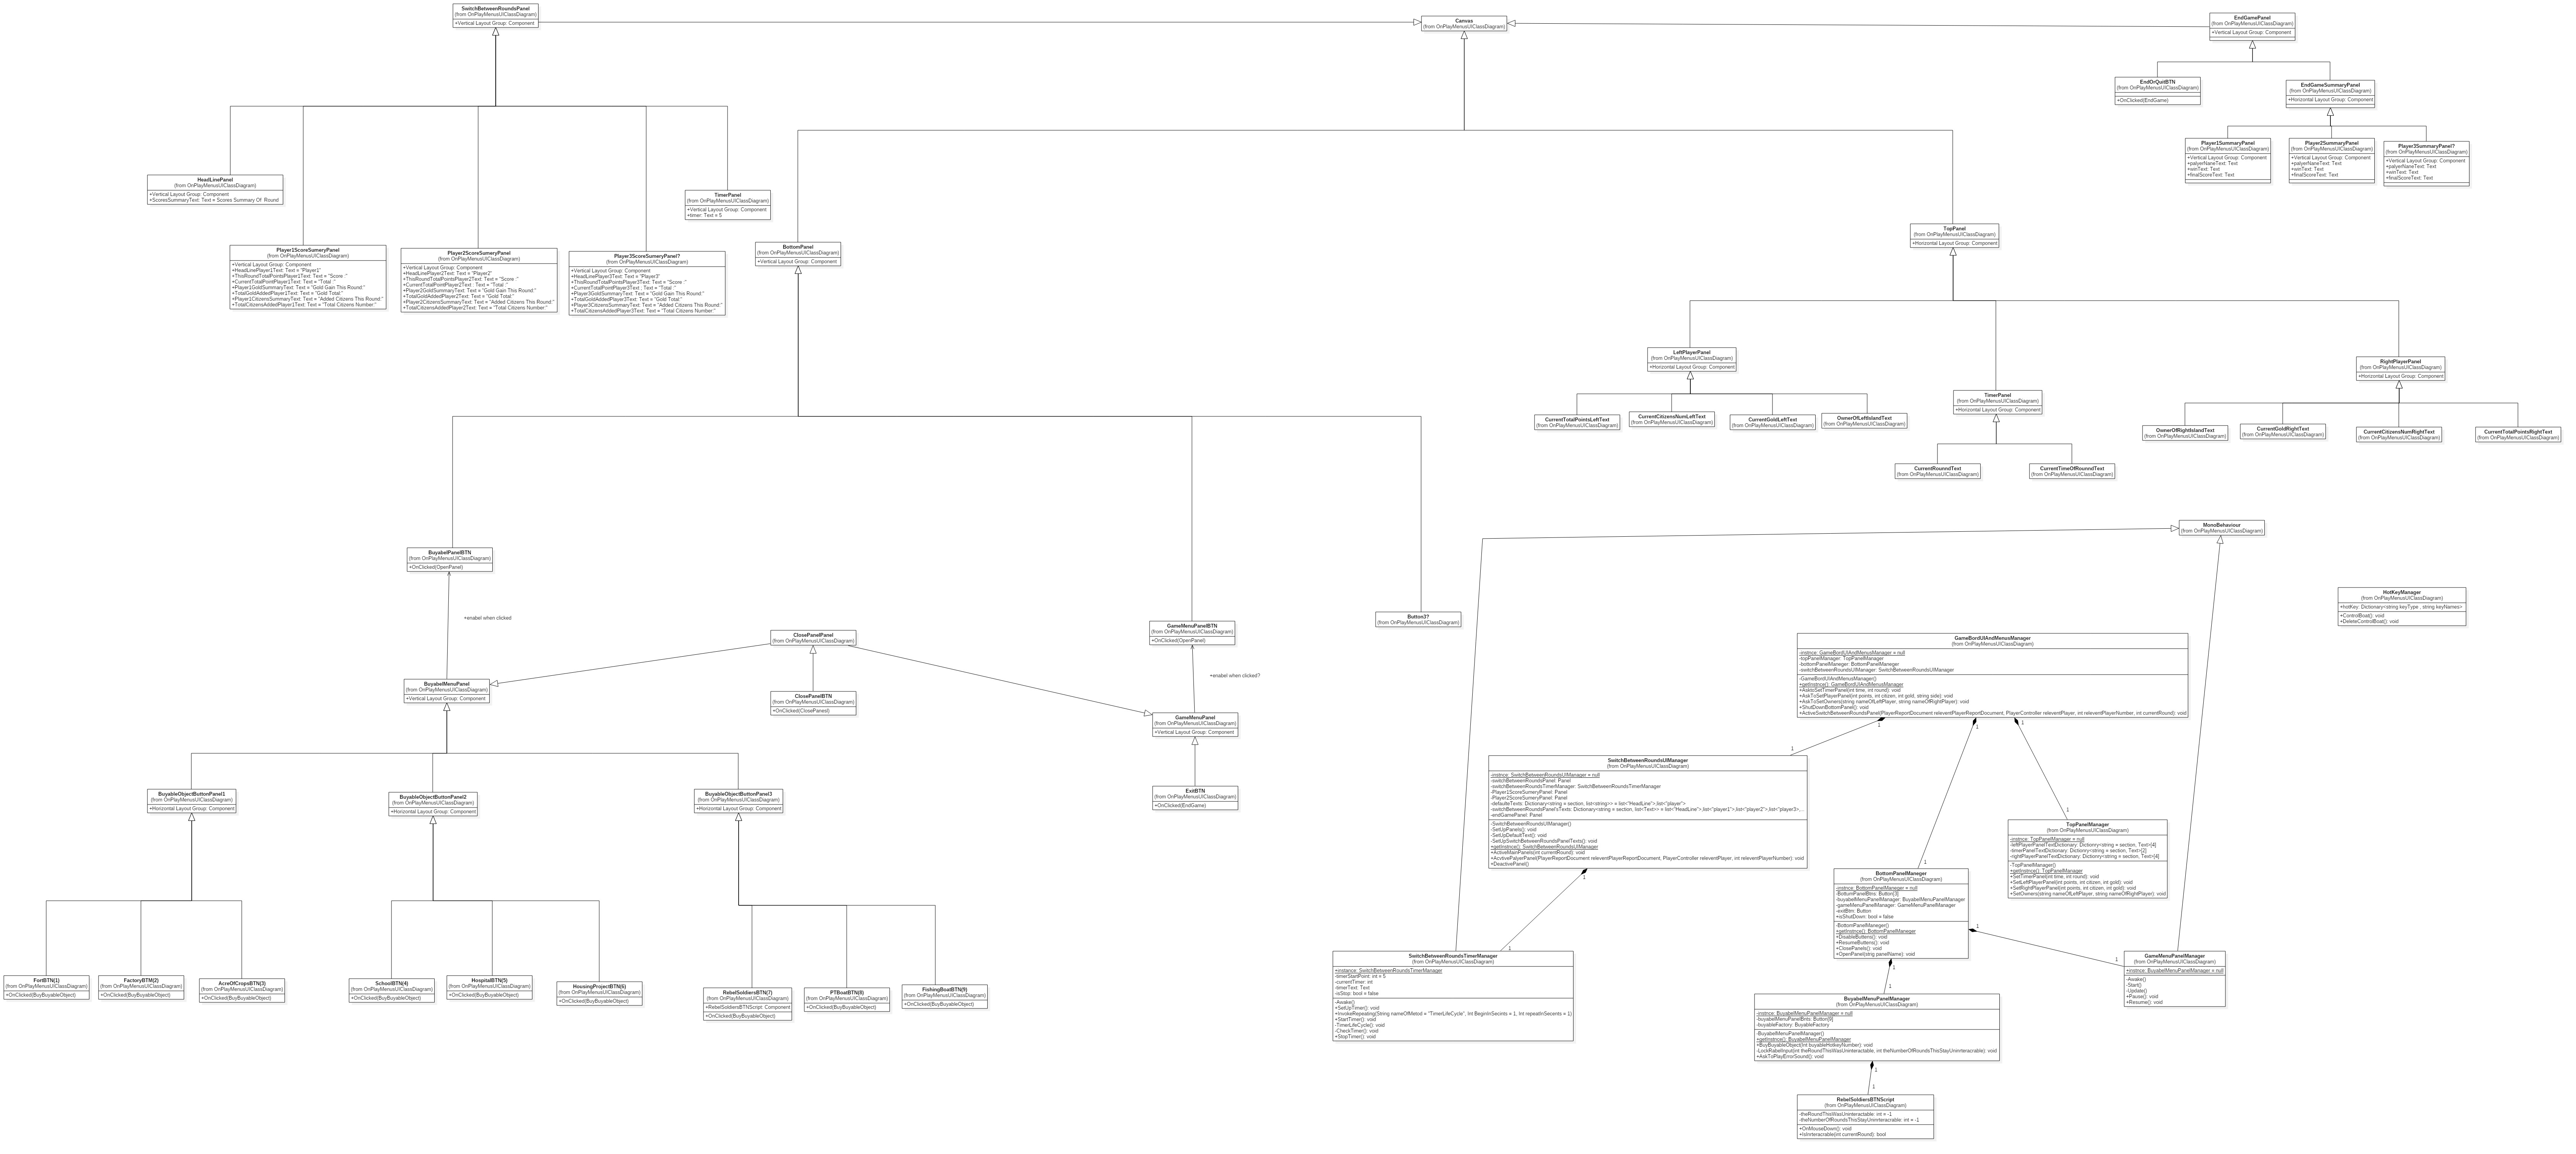 SwitchBetweenRoundsPanel
(from OnPlayMenusUIClassDiagram)
+Vertical Layout Group: Component
Canvas
(from OnPlayMenusUIClassDiagram)
EndGamePanel
(from OnPlayMenusUIClassDiagram)
+Vertical Layout Group: Component
EndOrQuitBTN
(from OnPlayMenusUIClassDiagram)
+OnClicked(EndGame)
EndGameSummaryPanel
(from OnPlayMenusUIClassDiagram)
+Horizontal Layout Group: Component
Player1SummaryPanel
(from OnPlayMenusUIClassDiagram)
+Vertical Layout Group: Component
+palyerNaneText: Text
+winText: Text
+finalScoreText: Text
Player2SummaryPanel
(from OnPlayMenusUIClassDiagram)
+Vertical Layout Group: Component
+palyerNaneText: Text
+winText: Text
+finalScoreText: Text
Player3SummaryPanel?
(from OnPlayMenusUIClassDiagram)
+Vertical Layout Group: Component
+palyerNaneText: Text
+winText: Text
+finalScoreText: Text
HeadLinePanel
(from OnPlayMenusUIClassDiagram)
+Vertical Layout Group: Component
+ScoresSummaryText: Text = Scores Summary Of: Round
TimerPanel
(from OnPlayMenusUIClassDiagram)
+Vertical Layout Group: Component
+timer: Text = 5
Player1ScoreSumeryPanel
(from OnPlayMenusUIClassDiagram)
+Vertical Layout Group: Component
+HeadLinePlayer1Text: Text = "Player1"
+ThisRoundTotalPointsPlayer1Text: Text = "Score :"
+CurrentTotalPointPlayer1Text: Text = "Total :"
+Player1GoldSummaryText: Text = "Gold Gain This Round:"
+TotalGoldAddedPlayer1Text: Text = "Gold Total:"
+Player1CitizensSummaryText: Text = "Added Citizens This Round:"
+TotalCitizensAddedPlayer1Text: Text = "Total Citizens Number:"
Player2ScoreSumeryPanel
(from OnPlayMenusUIClassDiagram)
+Vertical Layout Group: Component
+HeadLinePlayer2Text: Text = "Player2"
+ThisRoundTotalPointsPlayer2Text: Text = "Score :"
+CurrentTotalPointPlayer2Text : Text = "Total :"
+Player2GoldSummaryText: Text = "Gold Gain This Round:"
+TotalGoldAddedPlayer2Text: Text = "Gold Total:"
+Player2CitizensSummaryText: Text = "Added Citizens This Round:"
+TotalCitizensAddedPlayer2Text: Text = "Total Citizens Number:"
Player3ScoreSumeryPanel?
(from OnPlayMenusUIClassDiagram)
+Vertical Layout Group: Component
+HeadLinePlayer3Text: Text = "Player3"
+ThisRoundTotalPointsPlayer3Text: Text = "Score :"
+CurrentTotalPointPlayer3Text : Text = "Total :"
+Player3GoldSummaryText: Text = "Gold Gain This Round:"
+TotalGoldAddedPlayer3Text: Text = "Gold Total:"
+Player3CitizensSummaryText: Text = "Added Citizens This Round:"
+TotalCitizensAddedPlayer3Text: Text = "Total Citizens Number:"
BottomPanel
(from OnPlayMenusUIClassDiagram)
+Vertical Layout Group: Component
TopPanel
(from OnPlayMenusUIClassDiagram)
+Horizontal Layout Group: Component
LeftPlayerPanel
(from OnPlayMenusUIClassDiagram)
+Horizontal Layout Group: Component
RightPlayerPanel
(from OnPlayMenusUIClassDiagram)
+Horizontal Layout Group: Component
TimerPanel
(from OnPlayMenusUIClassDiagram)
+Horizontal Layout Group: Component
CurrentTotalPointsLeftText
(from OnPlayMenusUIClassDiagram)
CurrentCitizensNumLeftText
(from OnPlayMenusUIClassDiagram)
CurrentGoldLeftText
(from OnPlayMenusUIClassDiagram)
OwnerOfLeftIslandText
(from OnPlayMenusUIClassDiagram)
OwnerOfRightIslandText
(from OnPlayMenusUIClassDiagram)
CurrentGoldRightText
(from OnPlayMenusUIClassDiagram)
CurrentCitizensNumRightText
(from OnPlayMenusUIClassDiagram)
CurrentTotalPointsRightText
(from OnPlayMenusUIClassDiagram)
CurrentRounndText
(from OnPlayMenusUIClassDiagram)
CurrentTimeOfRounndText
(from OnPlayMenusUIClassDiagram)
MonoBehaviour
(from OnPlayMenusUIClassDiagram)
BuyabelPanelBTN
(from OnPlayMenusUIClassDiagram)
+OnClicked(OpenPanel)
+enabel when clicked
HotKeyManager
(from OnPlayMenusUIClassDiagram)
+hotKey: Dictionary<string keyType , string keyNames>
+ControlBoat(): void
+DeleteControlBoat(): void
Button3?
(from OnPlayMenusUIClassDiagram)
GameMenuPanelBTN
(from OnPlayMenusUIClassDiagram)
+OnClicked(OpenPanel)
ClosePanelPanel
(from OnPlayMenusUIClassDiagram)
+enabel when clicked?
BuyabelMenuPanel
(from OnPlayMenusUIClassDiagram)
+Vertical Layout Group: Component
ClosePanelBTN
(from OnPlayMenusUIClassDiagram)
+OnClicked(ClosePanesl)
GameMenuPanel
(from OnPlayMenusUIClassDiagram)
+Vertical Layout Group: Component
GameBordUIAndMenusManager
(from OnPlayMenusUIClassDiagram)
-instnce: GameBordUIAndMenusManager = null
-topPanelManager: TopPanelManager
-bottomPanelManeger: BottomPanelManeger
-switchBetweenRoundsUIManager: SwitchBetweenRoundsUIManager
-GameBordUIAndMenusManager()
+getInstnce(): GameBordUIAndMenusManager
+AsktoSetTimerPanel(int time, int round): void
+AskToSetPlayerPanel(int points, int citizen, int gold, string side): void
+AskToSetOwners(string nameOfLeftPlayer, string nameOfRightPlayer): void
+ShutDownBottomPanel(): void
+ActiveSwitchBetweenRoundsPanel(PlayerReportDocument releventPlayerReportDocument, PlayerController releventPlayer, int releventPlayerNumber, int currentRound): void
1
1
1
1
1
1
ExitBTN
(from OnPlayMenusUIClassDiagram)
+OnClicked(EndGame)
SwitchBetweenRoundsUIManager
(from OnPlayMenusUIClassDiagram)
-instnce: SwitchBetweenRoundsUIManager = null
-switchBetweenRoundsPanel: Panel
-switchBetweenRoundsTimerManager: SwitchBetweenRoundsTimerManager
-Player1ScoreSumeryPanel: Panel
-Player2ScoreSumeryPanel: Panel
-defaulteTexts: Dictionary<string = section, list<string>> = list<"HeadLine">,list<"player">
-switchBetweenRoundsPanel'sTexts: Dictionary<string = section, list<Text>> = list<"HeadLine">,list<"player1">,list<"player2">,list<"player3>,...
-endGamePanel: Panel
-SwitchBetweenRoundsUIManager()
-SetUpPanels(): void
-SetUpDefaultText(): void
-SetUpSwitchBetweenRoundsPanelTexts(): void
+getInstnce(): SwitchBetweenRoundsUIManager
+ActiveMainPanels(int currentRound): void
+AcvtivePalyerPanel(PlayerReportDocument releventPlayerReportDocument, PlayerController releventPlayer, int releventPlayerNumber): void
+DeactivePanel()
BuyableObjectButtonPanel1
(from OnPlayMenusUIClassDiagram)
+Horizontal Layout Group: Component
BuyableObjectButtonPanel2
(from OnPlayMenusUIClassDiagram)
+Horizontal Layout Group: Component
BuyableObjectButtonPanel3
(from OnPlayMenusUIClassDiagram)
+Horizontal Layout Group: Component
TopPanelManager
(from OnPlayMenusUIClassDiagram)
-instnce: TopPanelManager = null
-leftPlayerPanelTextDictionary: Dictionry<string = section, Text>[4]
-timerPanelTextDictionary: Dictionry<string = section, Text>[2]
-rightPlayerPanelTextDictionary: Dictionry<string = section, Text>[4]
-TopPanelManager()
+getInstnce(): TopPanelManager
+SetTimerPanel(int time, int round): void
+SetLeftPlayerPanel(int points, int citizen, int gold): void
+SetRightPlayerPanel(int points, int citizen, int gold): void
+SetOwners(string nameOfLeftPlayer, string nameOfRightPlayer): void
BottomPanelManeger
(from OnPlayMenusUIClassDiagram)
-instnce: BottomPanelManeger = null
-BottumPanelBtns: Button[3]
-buyabelMenuPanelManager: BuyabelMenuPanelManager
-gameMenuPanelManager: GameMenuPanelManager
-exitBtm: Button
+isShutDown: bool = false
-BottomPanelManeger()
+getInstnce(): BottomPanelManeger
+DisableButtens(): void
+ResumeButtens(): void
+ClosePanels(): void
+OpenPanel(string panelName): void
1
1
1
1
1
1
FortBTN(1)
(from OnPlayMenusUIClassDiagram)
+OnClicked(BuyBuyableObject)
FactoryBTM(2)
(from OnPlayMenusUIClassDiagram)
+OnClicked(BuyBuyableObject)
AcreOfCropsBTN(3)
(from OnPlayMenusUIClassDiagram)
+OnClicked(BuyBuyableObject)
SchoolBTN(4)
(from OnPlayMenusUIClassDiagram)
+OnClicked(BuyBuyableObject)
HospitalBTN(5)
(from OnPlayMenusUIClassDiagram)
+OnClicked(BuyBuyableObject)
HousingProjectBTN(6)
(from OnPlayMenusUIClassDiagram)
+OnClicked(BuyBuyableObject)
RebelSoldiersBTN(7)
(from OnPlayMenusUIClassDiagram)
+RebelSoldiersBTNScript: Component
+OnClicked(BuyBuyableObject)
PTBoatBTN(8)
(from OnPlayMenusUIClassDiagram)
+OnClicked(BuyBuyableObject)
FishingBoatBTN(9)
(from OnPlayMenusUIClassDiagram)
+OnClicked(BuyBuyableObject)
SwitchBetweenRoundsTimerManager
(from OnPlayMenusUIClassDiagram)
+instance: SwitchBetweenRoundsTimerManager
-timerStartPoint: int = 5
-currentTimer: int
-timerText: Text
-isStop: bool = false
-Awake()
+SetUpTimer(): void
+InvokeRepeating(String nameOfMetod = "TimerLifeCycle", Int BeginInSecints = 1, Int repeatInSecents = 1)
+StartTimer(): void
-TimerLifeCycle(): void
-CheckTimer(): void
+StopTimer(): void
GameMenuPanelManager
(from OnPlayMenusUIClassDiagram)
+instnce: BuyabelMenuPanelManager = null
-Awake()
-Start()
-Update()
+Pause(): void
+Resume(): void
BuyabelMenuPanelManager
(from OnPlayMenusUIClassDiagram)
-instnce: BuyabelMenuPanelManager = null
-buyabelMenuPanelBnts: Button[9]
-buyableFactory: BuyableFactory
-BuyabelMenuPanelManager()
+getInstnce(): BuyabelMenuPanelManager
+BuyBuyableObject(Int buyableHotkeyNumber): void
-LockRabelInput(int theRoundThisWasUninteractable, int theNumberOfRoundsThisStayUninrteracrable): void
+AskToPlayErrorSound(): void
1
1
RebelSoldiersBTNScript
(from OnPlayMenusUIClassDiagram)
-theRoundThisWasUninteractable: int = -1
-theNumberOfRoundsThisStayUninrteracrable: int = -1
+OnMouseDown(): void
+IsInrteracrable(int currentRound): bool